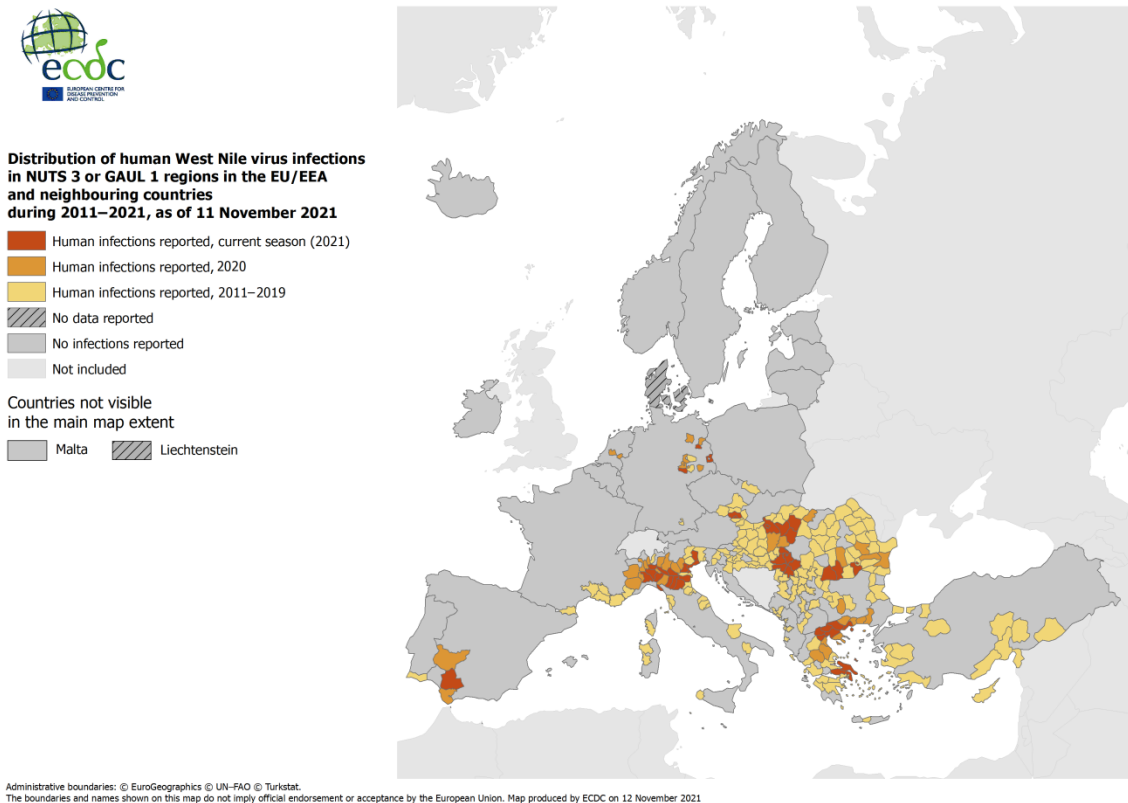 ecdc
EUROPEAN CENTRE FOR
DISEASE PREVENTION
AND CONTROL
Distribution of human West Nile virus infections
in NUTS 3 or GAUL 1 regions in the EU/EEA
and neighbouring countries
during 2011–2021, as of 11 November 2021
Human infections reported, current season (2021)
Human infections reported, 2020
Human infections reported, 2011–2019
No data reported
No infections reported
Not included
Countries not visible
in the main map extent
Malta
Liechtenstein
Administrative boundaries: © EuroGeographics © UN–FAO © Turkstat.
The boundaries and names shown on this map do not imply official endorsement or acceptance by the European Union. Map produced by ECDC on 12 November 2021